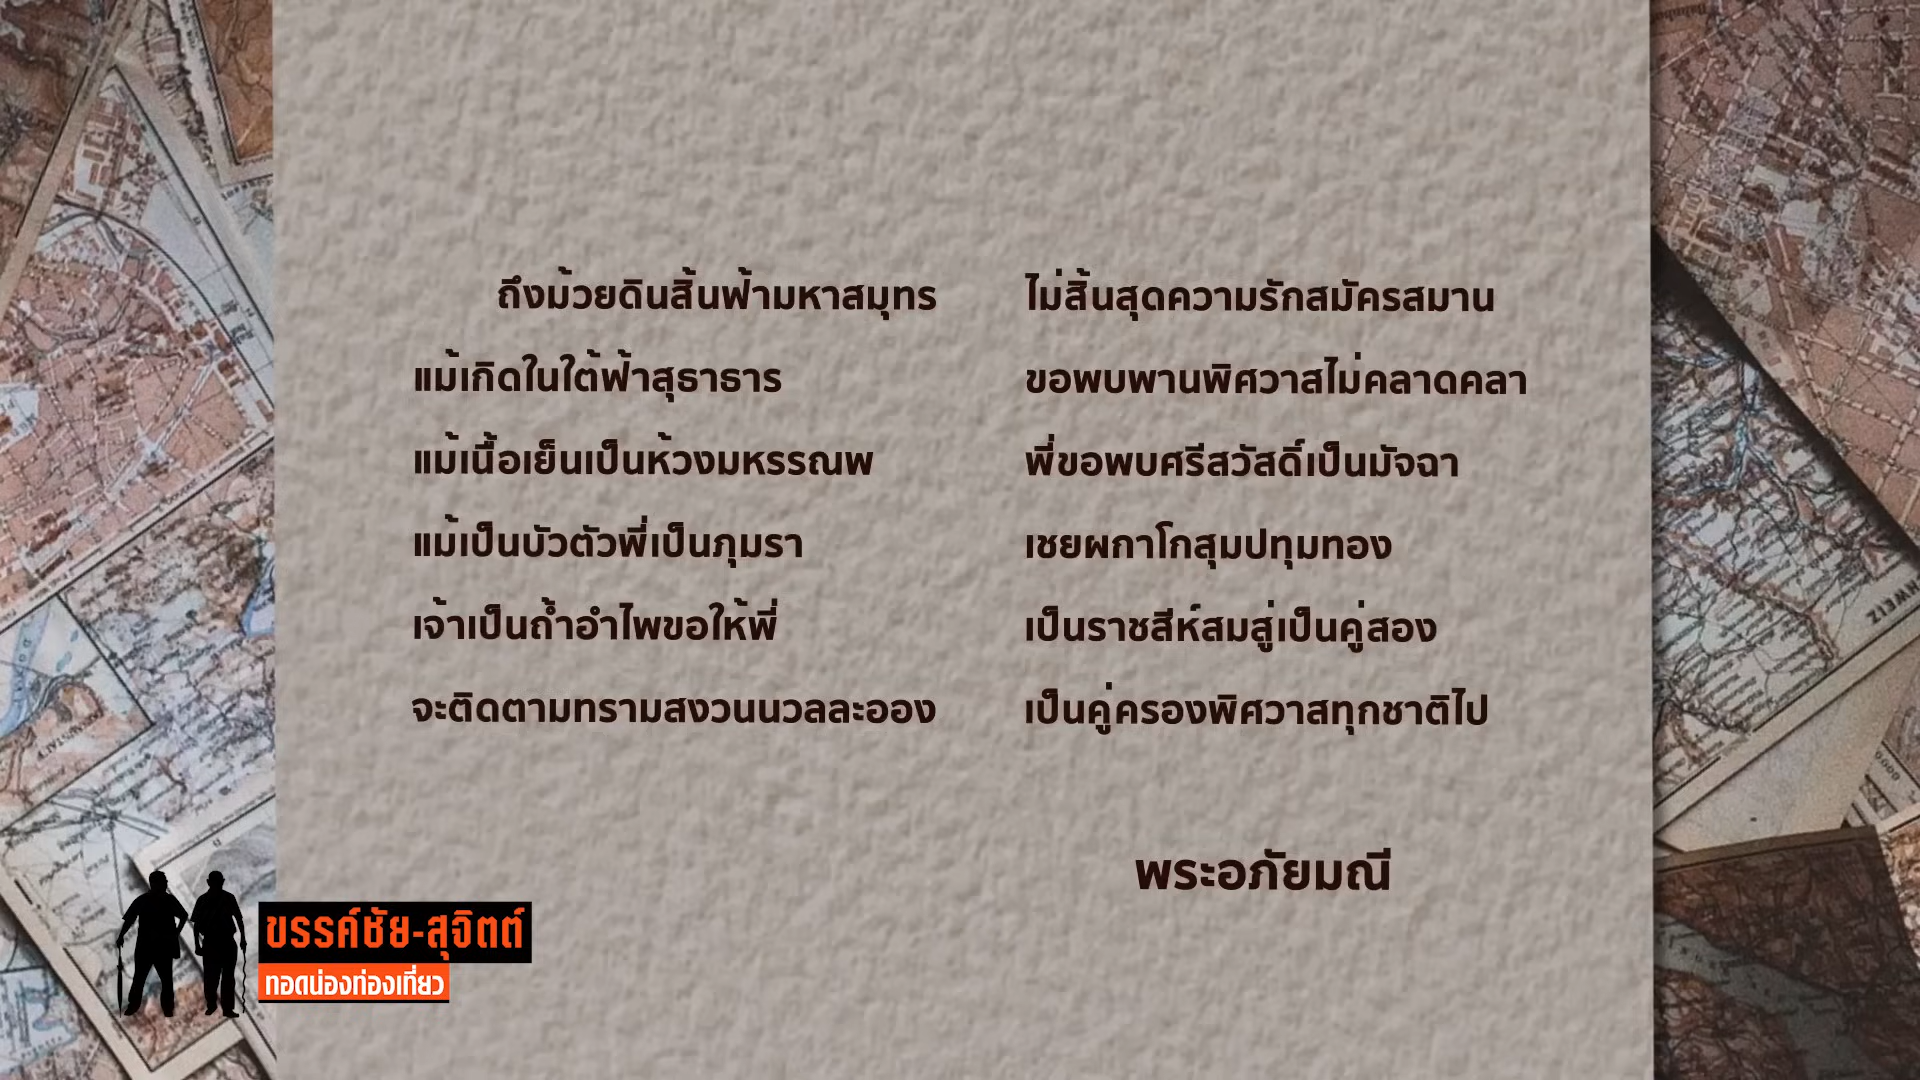 ถึงม้วยดินสิ้นฟ้ามหาสมุทร ไม่สิ้นสุดความรักสมัครสมาน
แม้เกิดในใต้ฟ้าสุธาธาร ขอพบพานพิศวาสไม่คลาดคลา
แม้เนื้อเย็นเป็นห้วงมหรรณพ พี่ขอพบศรีสวัสดิ์เป็นมัจฉา
แม้เป็นบัวตัวพี่เป็นภุมรา เชยผกาโกสุมปทุมทอง
เจ้าเป็นถ้ำอำไพขอให้พี่ เป็นราชสีห์สมสู่เป็นคู่สอง
จะติดตามทรามสงวนนวลละออง เป็นคู่ครองพิศวาสทุกชาติไป
พระอภัยมณี
ขรรค์ชัย-สุจิตต์
ทอดน่องท่องเที่ยว